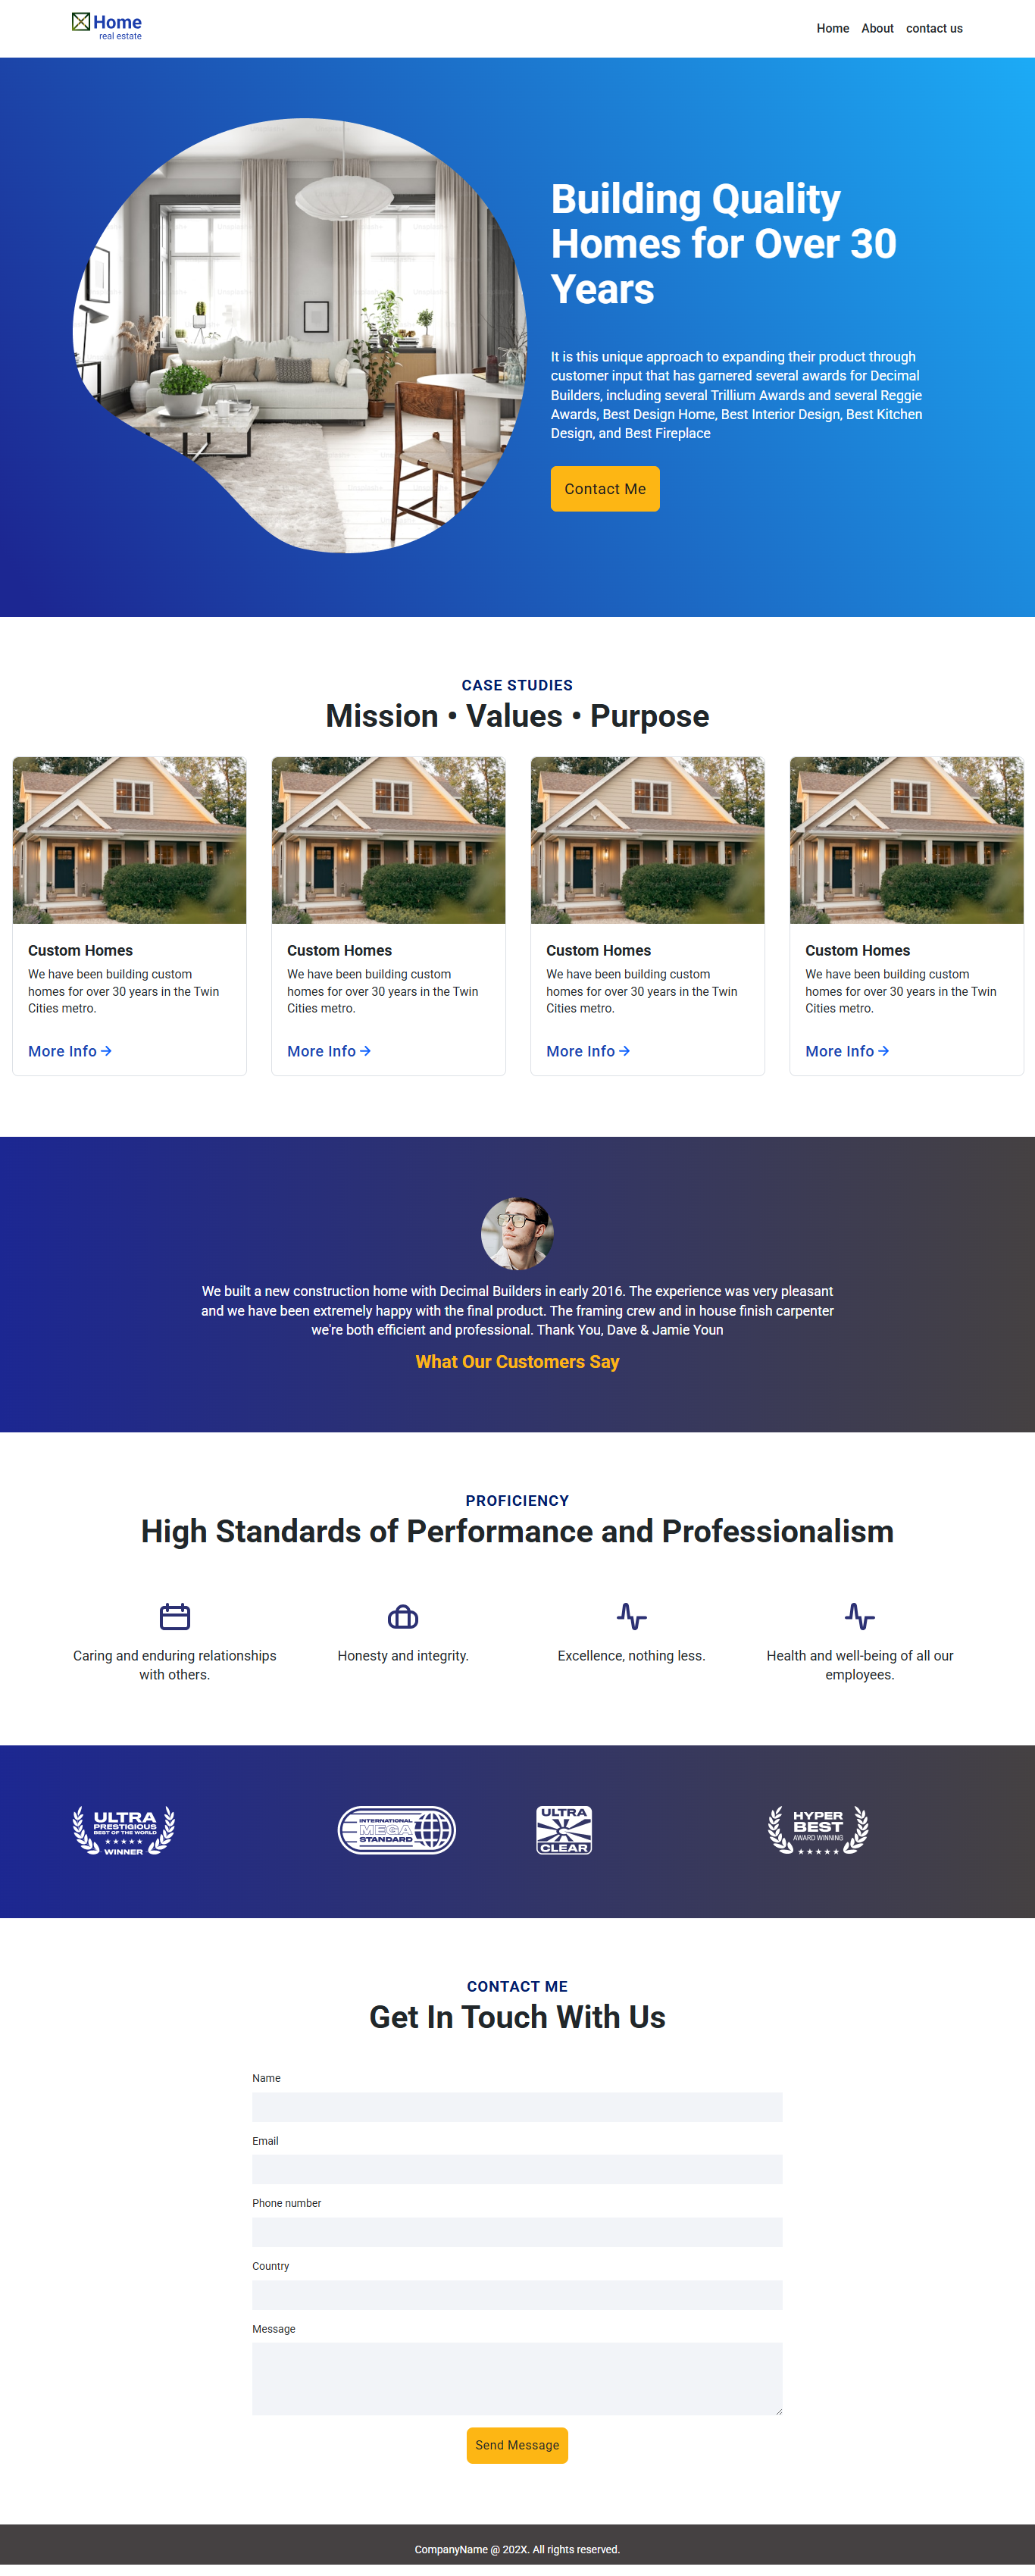 Home
real estate
Home About contact us
Building Quality
Homes for Over 30
Years
It is this unique approach to expanding their product through
customer input that has garnered several awards for Decimal
Builders, including several Trillium Awards and several Reggie
Awards, Best Design Home, Best Interior Design, Best Kitchen
Design, and Best Fireplace
Contact Me
CASE STUDIES
Mission • Values • Purpose
Custom Homes
We have been building custom
homes for over 30 years in the Twin
Cities metro.
More Info →
Custom Homes
We have been building custom
homes for over 30 years in the Twin
Cities metro.
More Info →
Custom Homes
We have been building custom
homes for over 30 years in the Twin
Cities metro.
More Info →
Custom Homes
We have been building custom
homes for over 30 years in the Twin
Cities metro.
More Info →
We built a new construction home with Decimal Builders in early 2016. The experience was very pleasant
and we have been extremely happy with the final product. The framing crew and in house finish carpenter
we're both efficient and professional. Thank You, Dave & Jamie Youn
What Our Customers Say
PROFICIENCY
High Standards of Performance and Professionalism
Caring and enduring relationships
with others.
Honesty and integrity.
Excellence, nothing less.
Health and well-being of all our
employees.
ULTRA
PRESTIGIOUS
BEST OF THE WORLD
WINNER
INTERNATIONAL
MEGA
STANDARD
ULTRA
CLEAR
HYPER
BEST
AWARD WINNING
CONTACT ME
Get In Touch With Us
Name
Email
Phone number
Country
Message
Send Message
CompanyName @ 202X. All rights reserved.